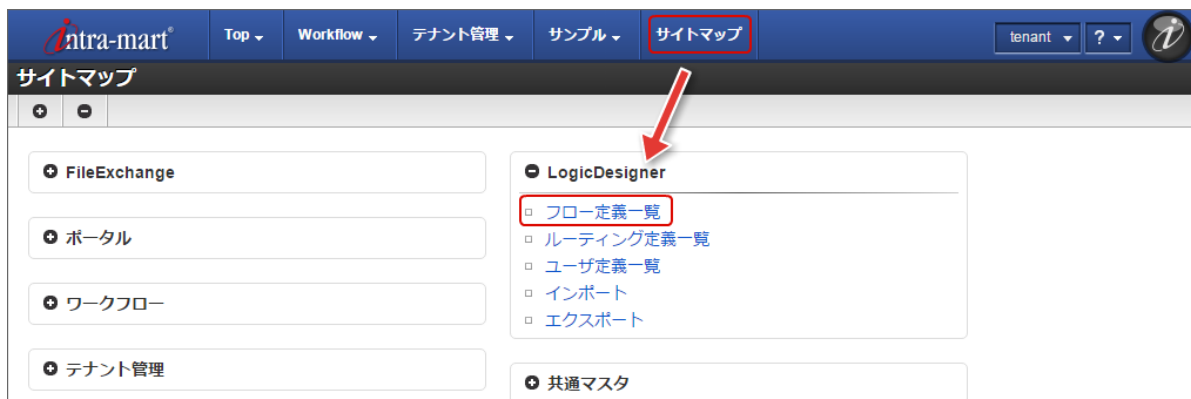 intra-mart® Top Workflow テナント管理 サンプル サイトマップ tenant ?
サイトマップ
FileExchange
ポータル
ワークフロー
テナント管理
LogicDesigner
フロー定義一覧
ルーティング定義一覧
ユーザ定義一覧
インポート
エクスポート
共通マスタ